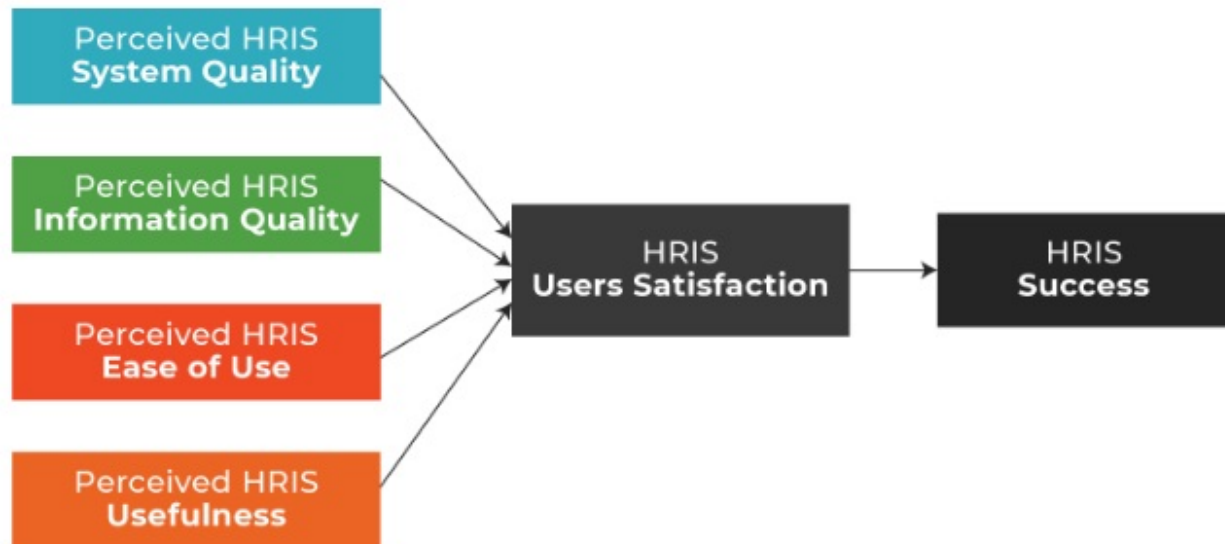 Perceived HRIS
System Quality
Perceived HRIS
Information Quality
Perceived HRIS
Ease of Use
Perceived HRIS
Usefulness
HRIS
Users Satisfaction
HRIS
Success